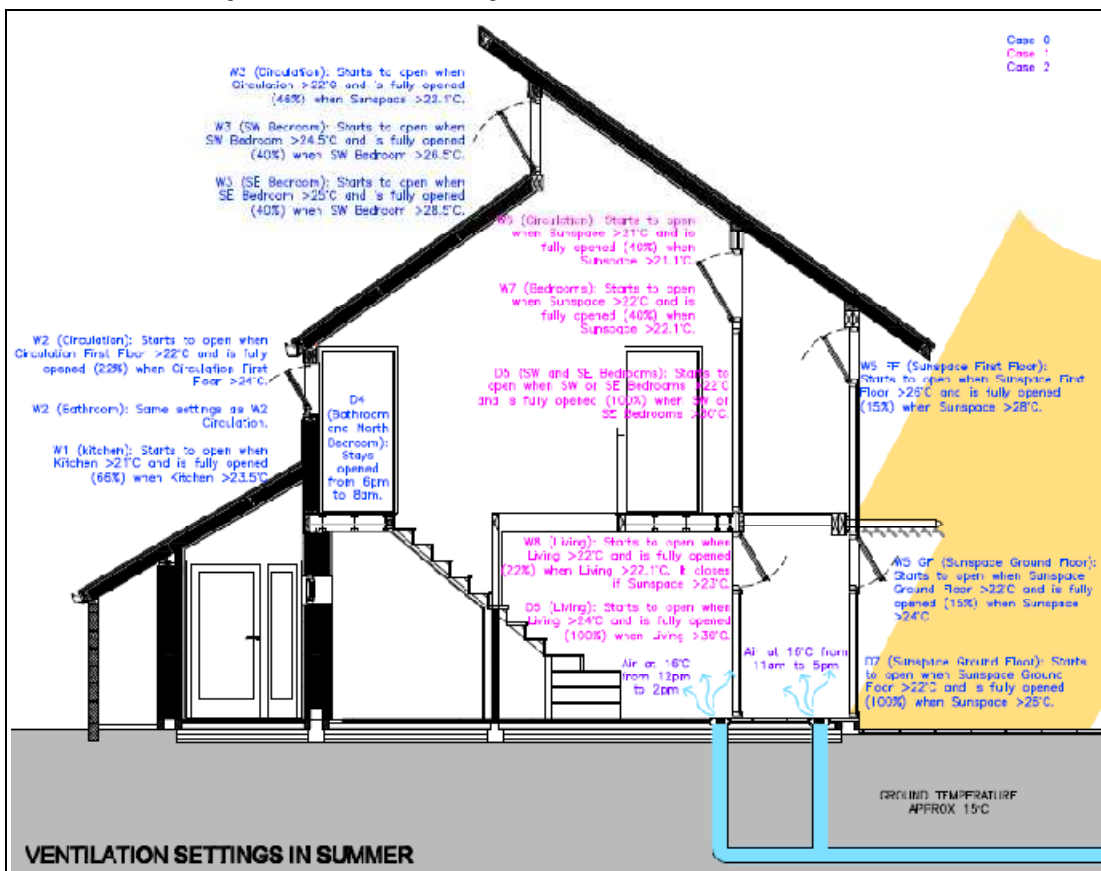 Case 0
Case 1
Case 2
W3 (Circulation): Starts to open when
Circulation >22°C and is fully opened
(46%) when Sunspace >22.1°C.
W3 (SW Bedroom): Starts to open when
SW Bedroom >24.5°C and is fully opened
(40%) when SW Bedroom >26.5°C.
W3 (SE Bedroom): Starts to open when
SE Bedroom >25°C and is fully opened
(40%) when SW Bedroom >28.5°C.
(Circulation): Starts to open
when Sunspace >21°C and is
fully opened (40%) when
Sunspace >21.1°C.
W7 (Bedrooms): Starts to open
when Sunspace >22°C and is
fully opened (40%) when
Sunspace >22.1°C.
W2 (Circulation): Starts to open when
Circulation First Floor >22°C and is fully
opened (22%) when Circulation First
Floor >24°C.
W2 (Bathroom): Same settings as W2
Circulation.
W1 (kitchen): Starts to open when
Kitchen >21°C and is fully opened
(66%) when Kitchen >23.5°C
D4
(Bathroom
and North
Bedroom):
Stays
opened
from 6pm
to 8am.
D5 (SW and SE Bedrooms): Starts to
open when SW or SE Bedrooms >22°C
and is fully opened (100%) when SW or
SE Bedrooms >30°C.
W5 FF (Sunspace First Floor):
Starts to open when Sunspace First
Floor >26°C and is fully opened
(15%) when Sunspace >28°C.
W8 (Living): Starts to open when
Living >22°C and is fully opened
(22%) when Living >22.1°C. It closes
if Sunspace >23°C.
(Living): Starts to open when
Living >24°C and is fully opened
(100%) when Living >30°C.
W5 GF (Sunspace Ground Floor):
Starts to open when Sunspace
Ground Floor >22°C and is fully
opened (15%) when Sunspace
>24°C
Air at 16°C
from 12pm
to 2pm
Air at 16°C from
11am to 5pm
D7 (Sunspace Ground Floor): Starts
to open when Sunspace Ground
Floor >22°C and is fully opened
(100%) when Sunspace >25°C.
GROUND TEMPERATURE
APPROX 15°C
VENTILATION SETTINGS IN SUMMER